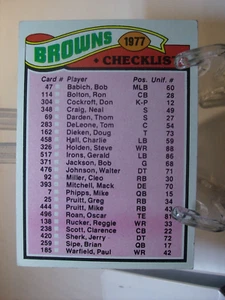 BROWNS
1977
CHECKLIST
Card # Player Pos. Unif. #
47 Babich, Bob MLB 60
114 Bolton, Ron CB 28
304 Cockroft, Don K-P 12
348 Craig, Neal S 49
69 Darden, Thom S 27
283 DeLeone, Tom C 54
162 Dieken, Doug T 73
458 Hall, Charlie LB 59
326 Holden, Steve WR 88
517 Irons, Gerald LB 86
371 Jackson, Bob G 68
476 Johnson, Walter DT 71
92 Miller, Cleo RB 30
393 Mitchell, Mack DE 70
7 Phipps, Mike QB 15
25 Pruitt, Greg RB 34
444 Pruitt, Mike RB 43
496 Roan, Oscar TE 81
138 Rucker, Reggie WR 33
238 Scott, Clarence CB 22
420 Sherk, Jerry DT 72
259 Sipe, Brian QB 17
185 Warfield, Paul WR 42